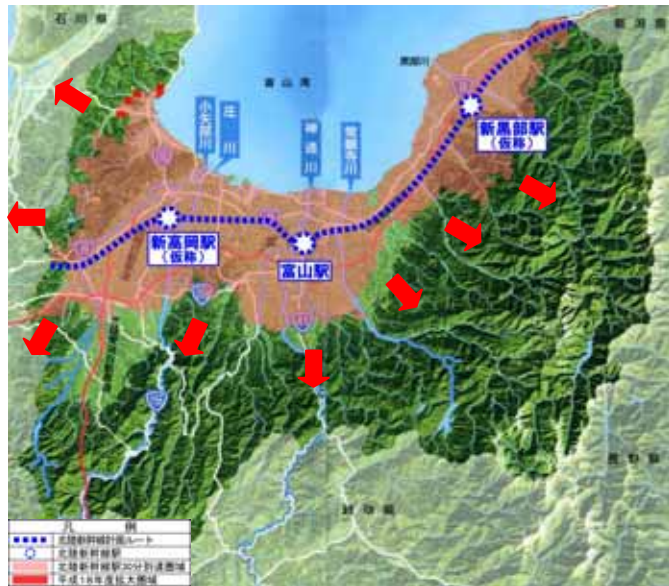 石川県
新潟県
富山湾
黒部川
小矢部川
庄川
神通川
常願寺川
新黒部駅
(仮称)
新高岡駅
(仮称)
富山駅
長野県
岐阜県
凡 例
北陸新幹線計画ルート
北陸新幹線駅
北陸新幹線駅30分到達圏域
平成18年度拡大圏域